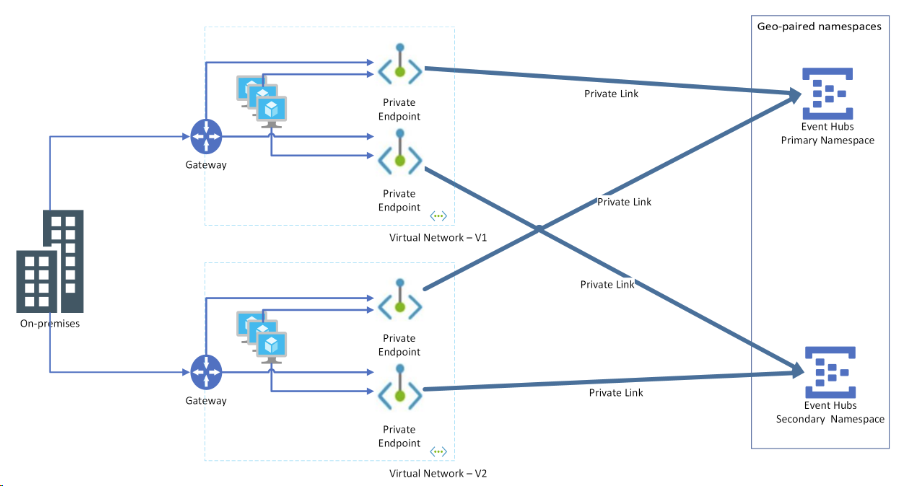 Geo-paired namespaces
Private Link
Private
Endpoint
Event Hubs
Primary Namespace
Gateway
Private
Endpoint
Private Link
Virtual Network – V1
Private Link
On-premises
Private
Endpoint
Private Link
Gateway
Event Hubs
Secondary Namespace
Private
Endpoint
Virtual Network – V2